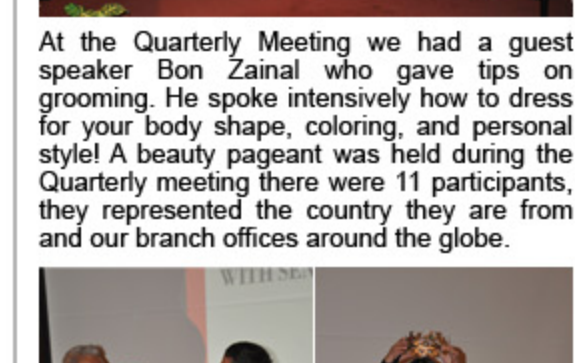 At the Quarterly Meeting we had a guest
speaker Bon Zainal who gave tips on
grooming. He spoke intensively how to dress
for your body shape, coloring, and personal
style! A beauty pageant was held during the
Quarterly meeting there were 11 participants,
they represented the country they are from
and our branch offices around the globe.
WITH SEN